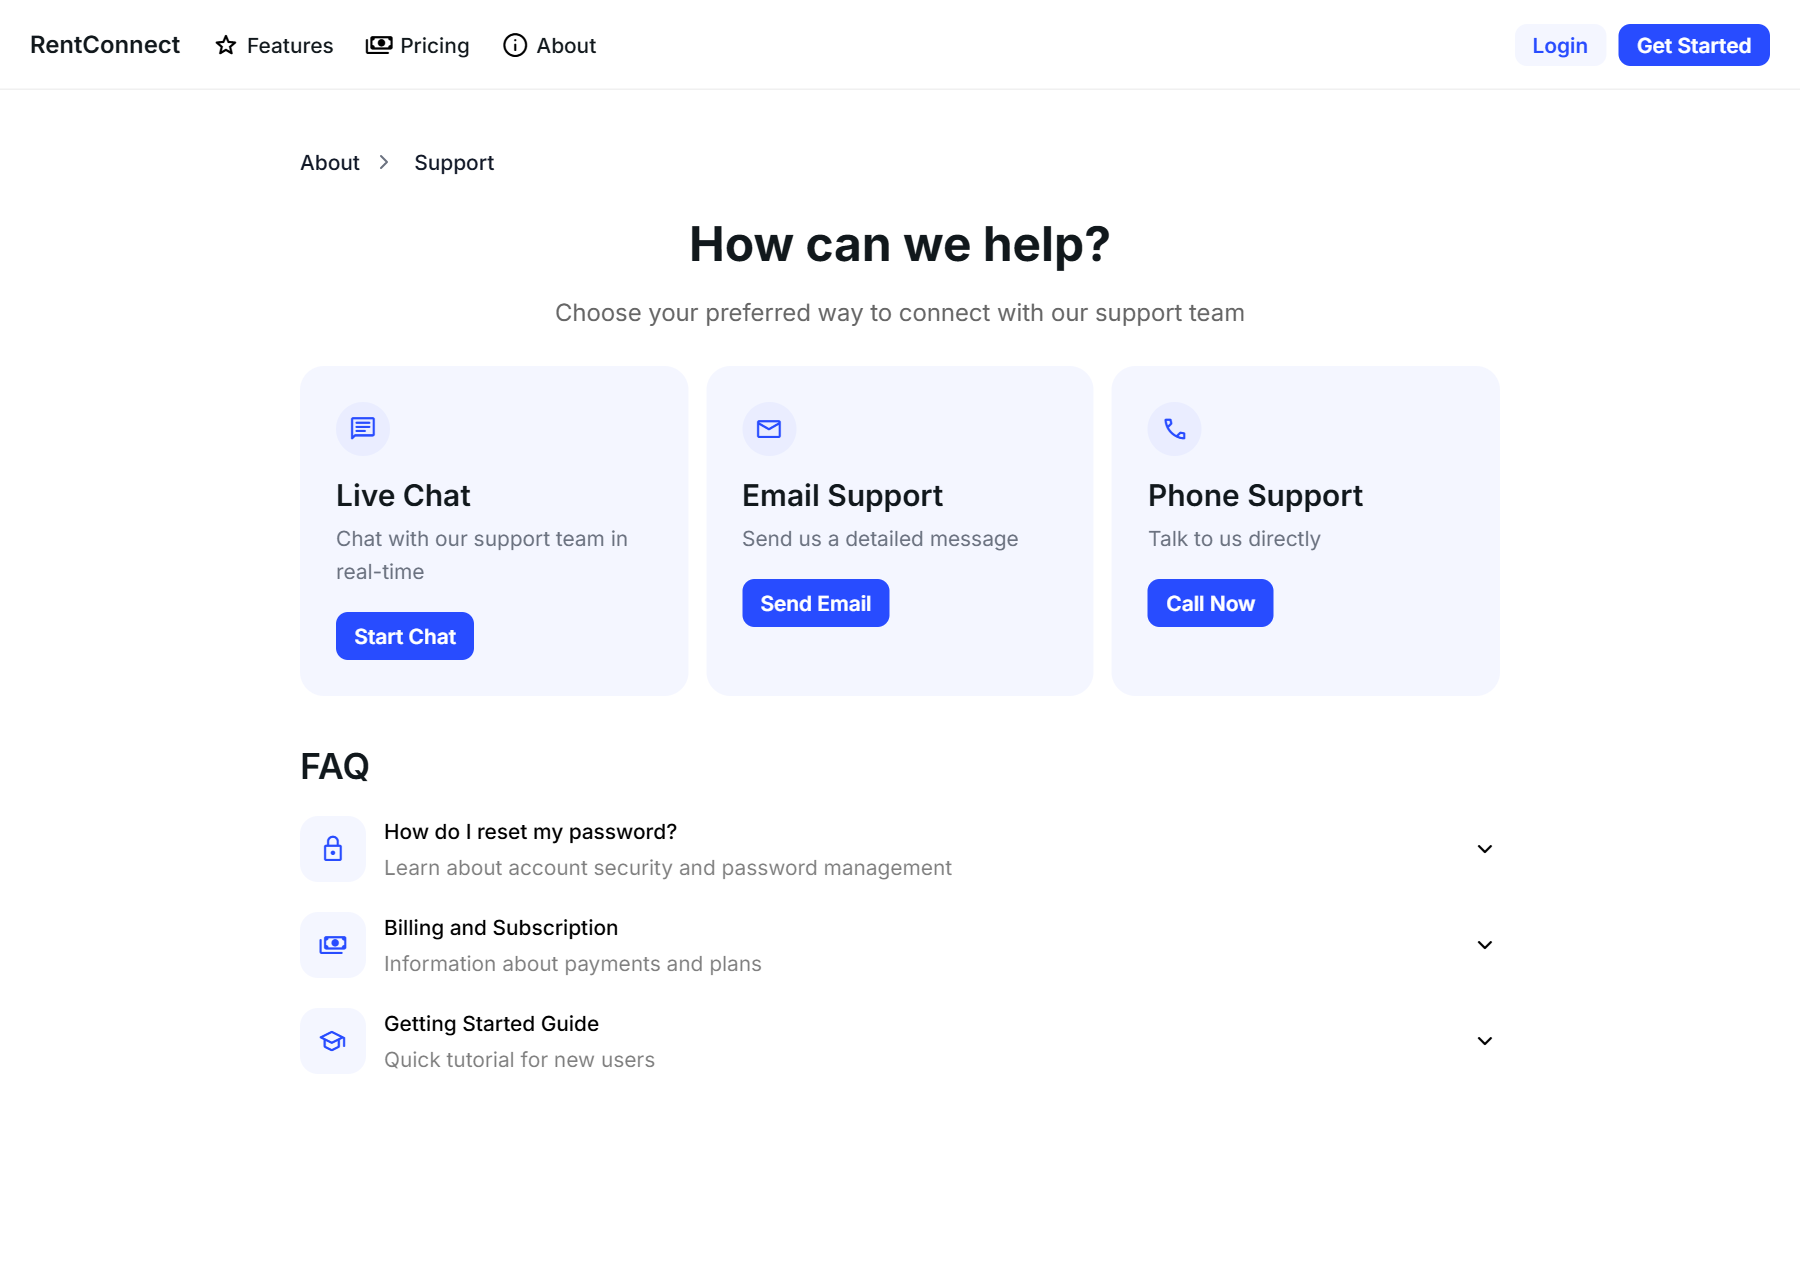 RentConnect
Features
Pricing
About
Login
Get Started
About
Support
How can we help?
Choose your preferred way to connect with our support team
Live Chat
Chat with our support team in
real-time
Start Chat
Email Support
Send us a detailed message
Send Email
Phone Support
Talk to us directly
Call Now
FAQ
How do I reset my password?
Learn about account security and password management
Billing and Subscription
Information about payments and plans
Getting Started Guide
Quick tutorial for new users